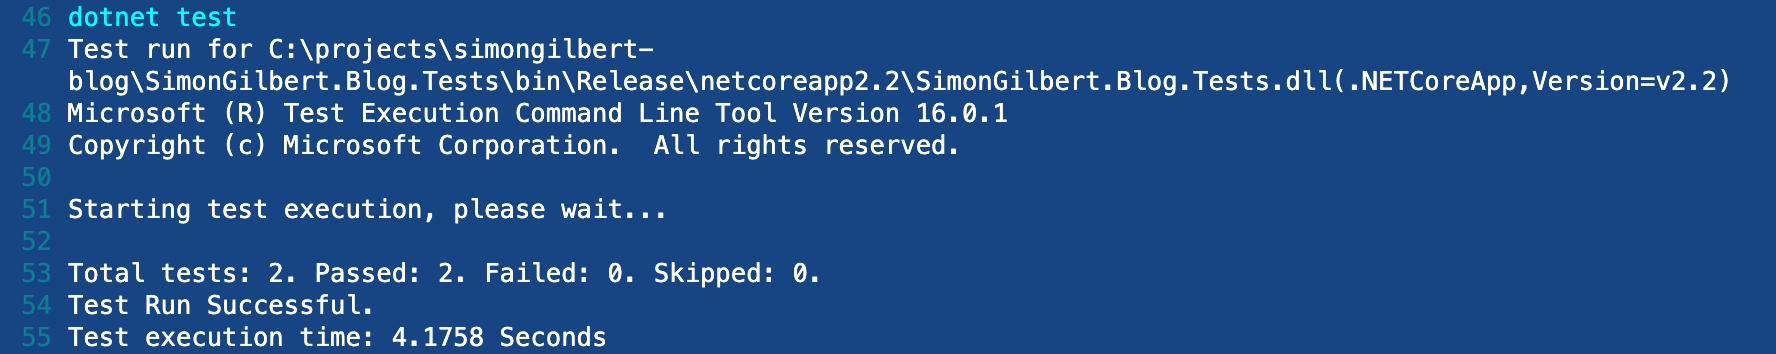 46 dotnet test
47 Test run for C:\projects\simongilbert-
blog\SimonGilbert.Blog.Tests\bin\Release\netcoreapp2.2\SimonGilbert.Blog.Tests.dll(.NETCoreApp,Version=v2.2)
48 Microsoft (R) Test Execution Command Line Tool Version 16.0.1
49 Copyright (c) Microsoft Corporation.  All rights reserved.
50
51 Starting test execution, please wait...
52
53 Total tests: 2. Passed: 2. Failed: 0. Skipped: 0.
54 Test Run Successful.
55 Test execution time: 4.1758 Seconds